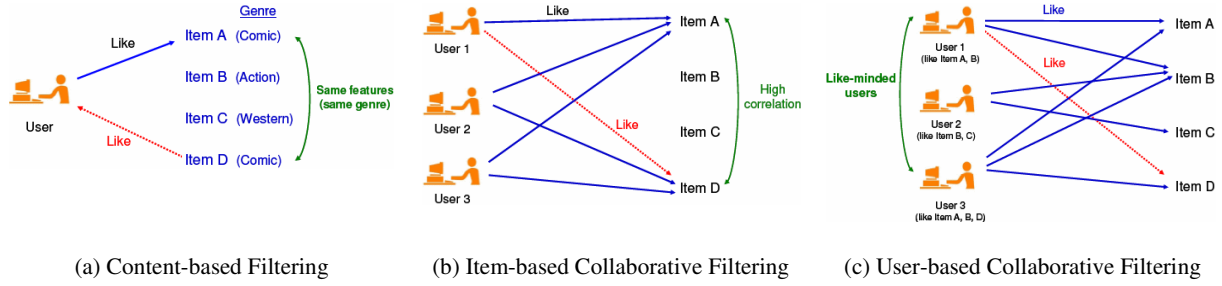 Genre
Like
Item A (Comic)
Item B (Action)
Same features
(same genre)
User
Item C (Western)
Like
Item D (Comic)
(a) Content-based Filtering
Like
Item A
User 1
Item B
High
correlation
User 2
Like
Item C
User 3
Item D
(b) Item-based Collaborative Filtering
Like
Item A
User 1
(like Item A, B)
Like
Like-minded
users
Item B
User 2
(like Item B, C)
Item C
Item D
User 3
(like Item A, B, D)
(c) User-based Collaborative Filtering